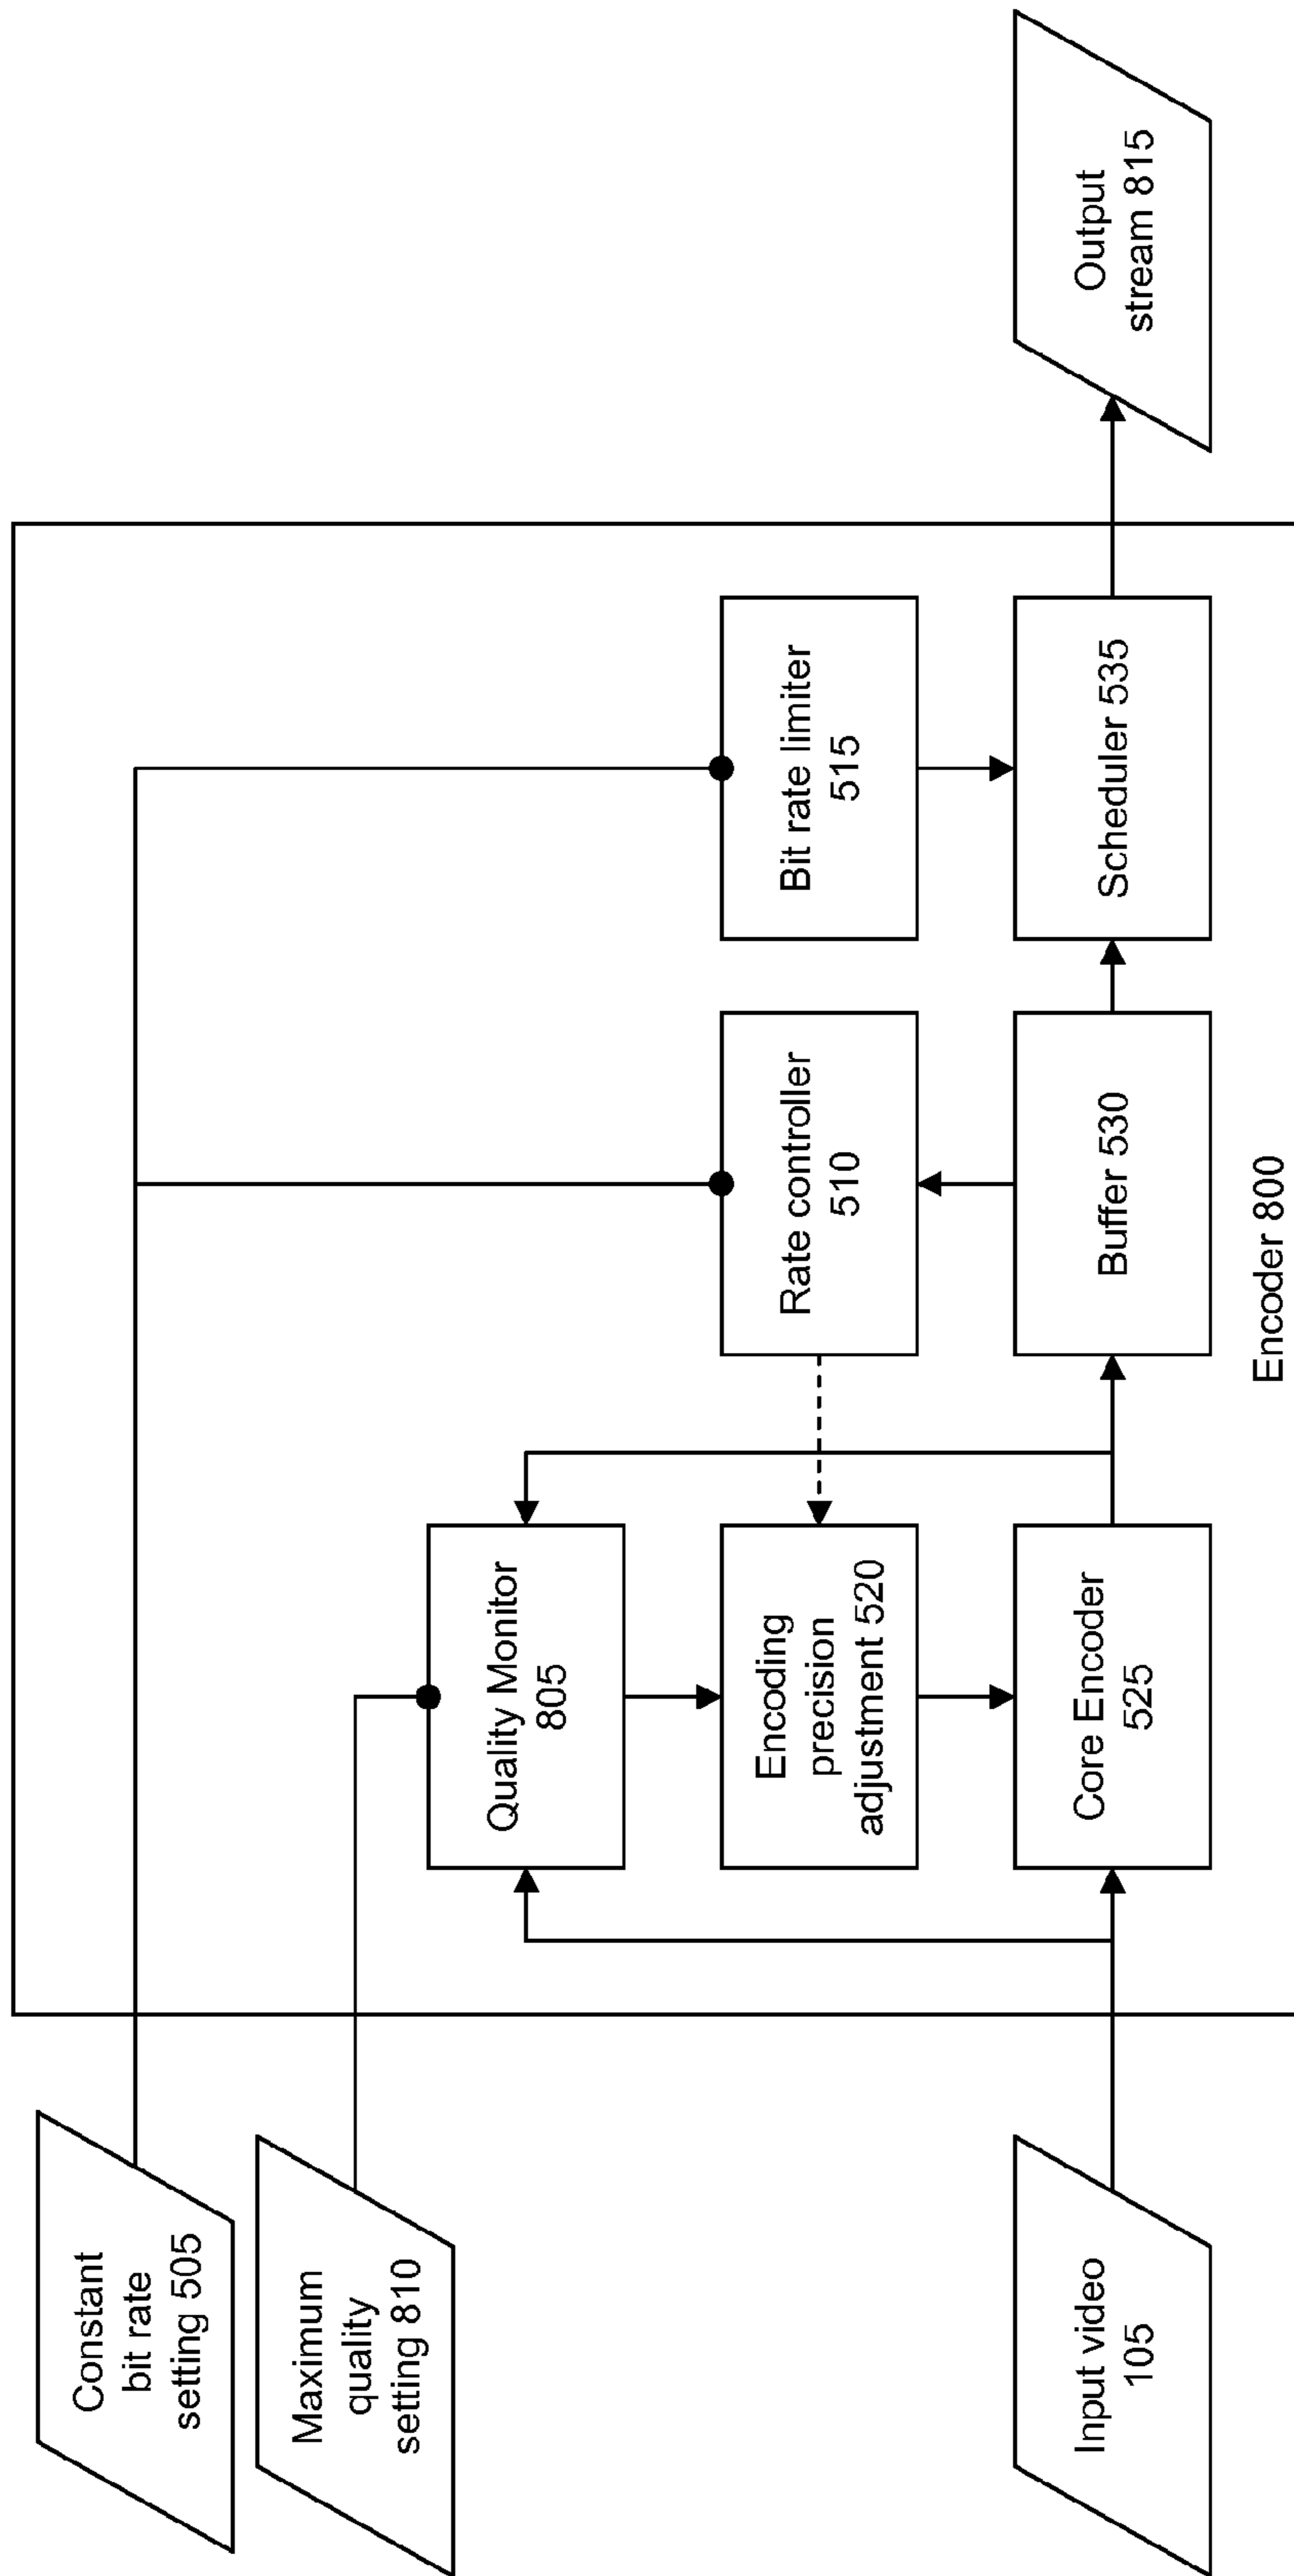 Constant
bit rate
setting 505
Maximum
quality
setting 810
Input video
105
Quality Monitor
805
Encoding
precision
adjustment 520
Core Encoder
525
Rate controller
510
Buffer 530
Bit rate limiter
515
Scheduler 535
Output
stream 815
Encoder 800